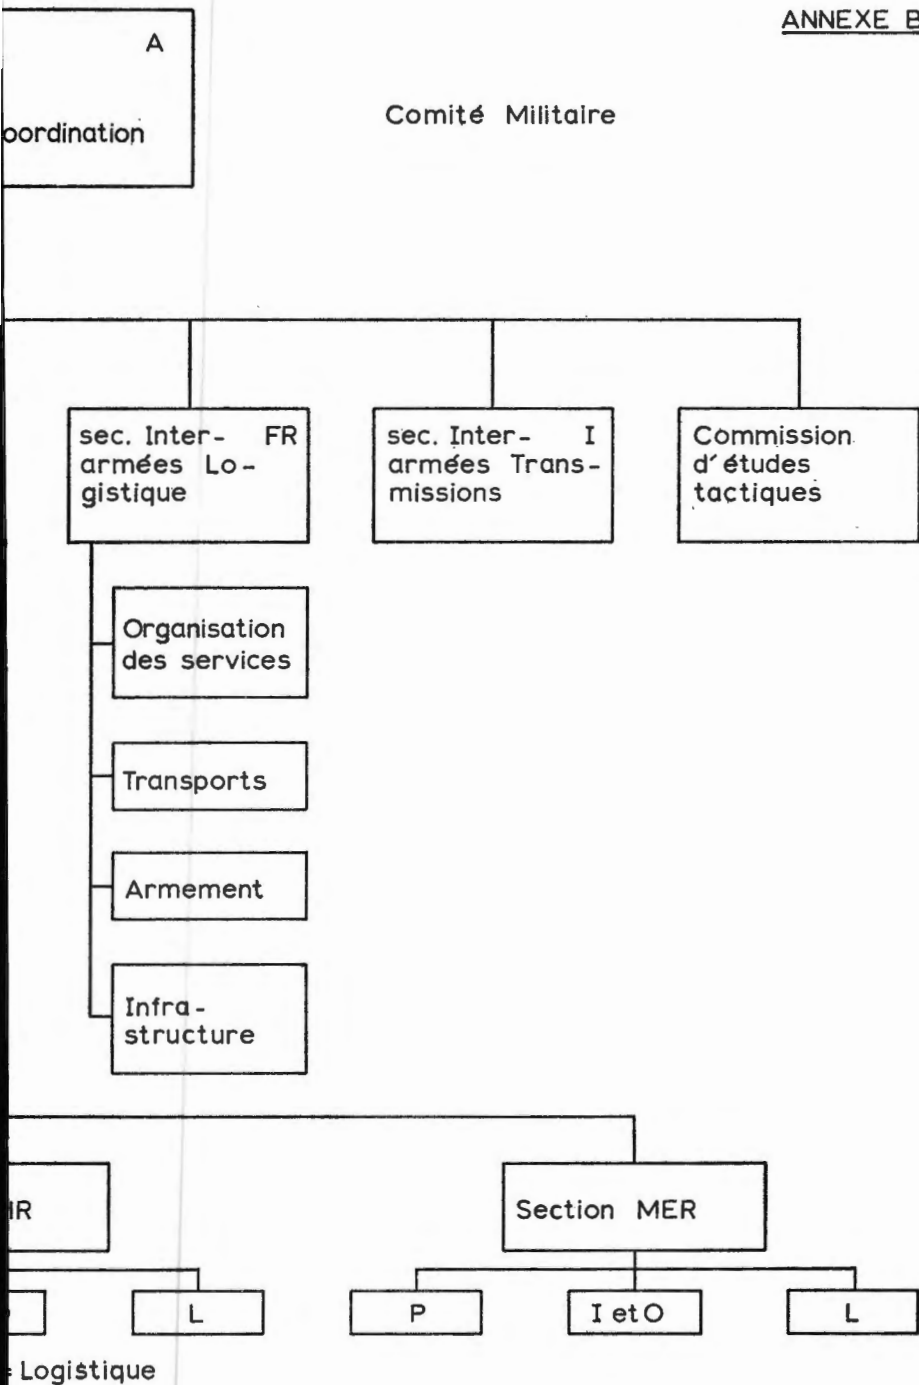 ANNEXE B
A
oordination
Comité Militaire
sec. Inter- FR
armées Lo-
gistique
sec. Inter- I
armées Trans-
missions
Commission
d'études
tactiques
Organisation
des services
Transports
Armement
Infra-
structure
IR
Section MER
L
P
I et O
L
= Logistique